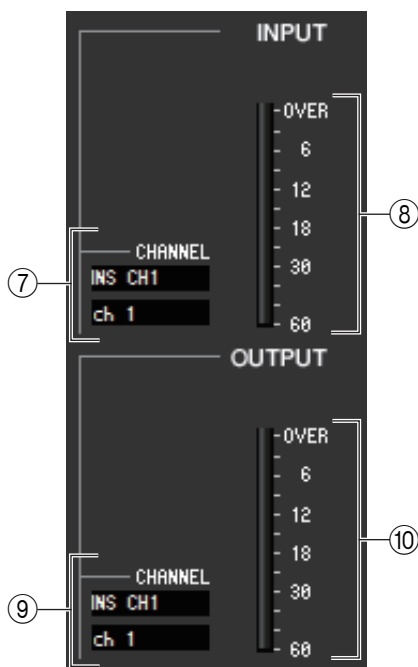 INPUT
OVER
6
12
18
30
60
⑧
⑦
CHANNEL
INS CH1
ch 1
OUTPUT
OVER
6
12
18
30
60
⑩
⑨
CHANNEL
INS CH1
ch 1